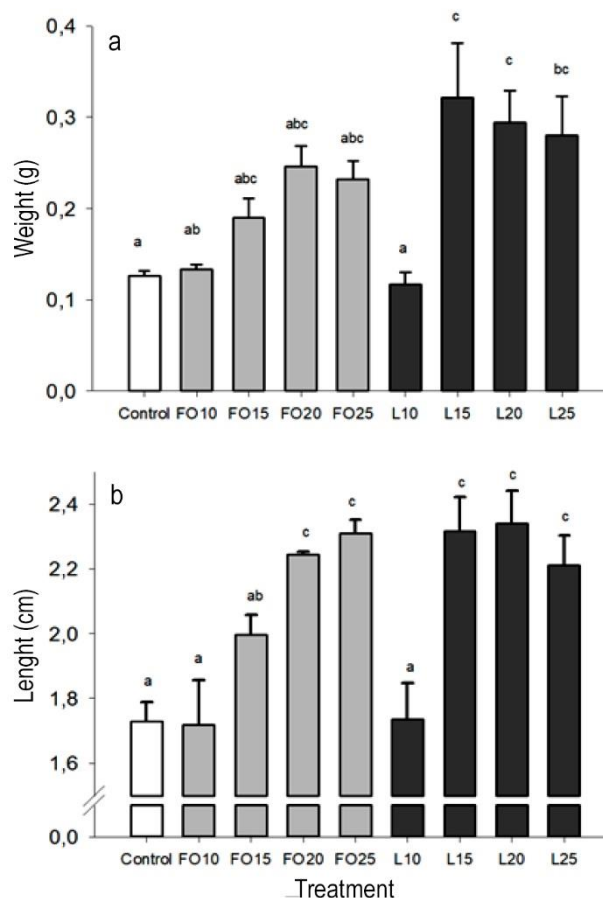 a
0,4
0,3
0,2
0,1
0,0
Weight (g)
a ab abc abc abc a c c bc
Control FO10 FO15 FO20 FO25 L10 L15 L20 L25
b
2,4
2,2
2,0
1,8
1,6
0,0
Lenght (cm)
a a ab c c a c c c
Control FO10 FO15 FO20 FO25 L10 L15 L20 L25
Treatment